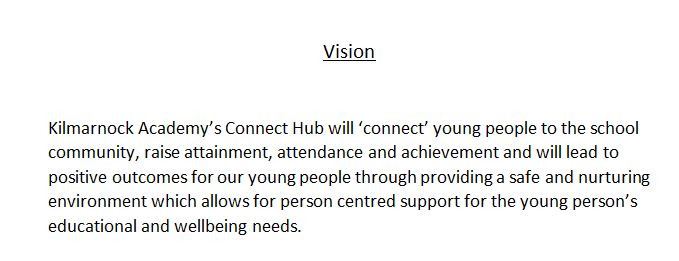 Vision
Kilmarnock Academy’s Connect Hub will ‘connect’ young people to the school
community, raise attainment, attendance and achievement and will lead to
positive outcomes for our young people through providing a safe and nurturing
environment which allows for person centred support for the young person’s
educational and wellbeing needs.